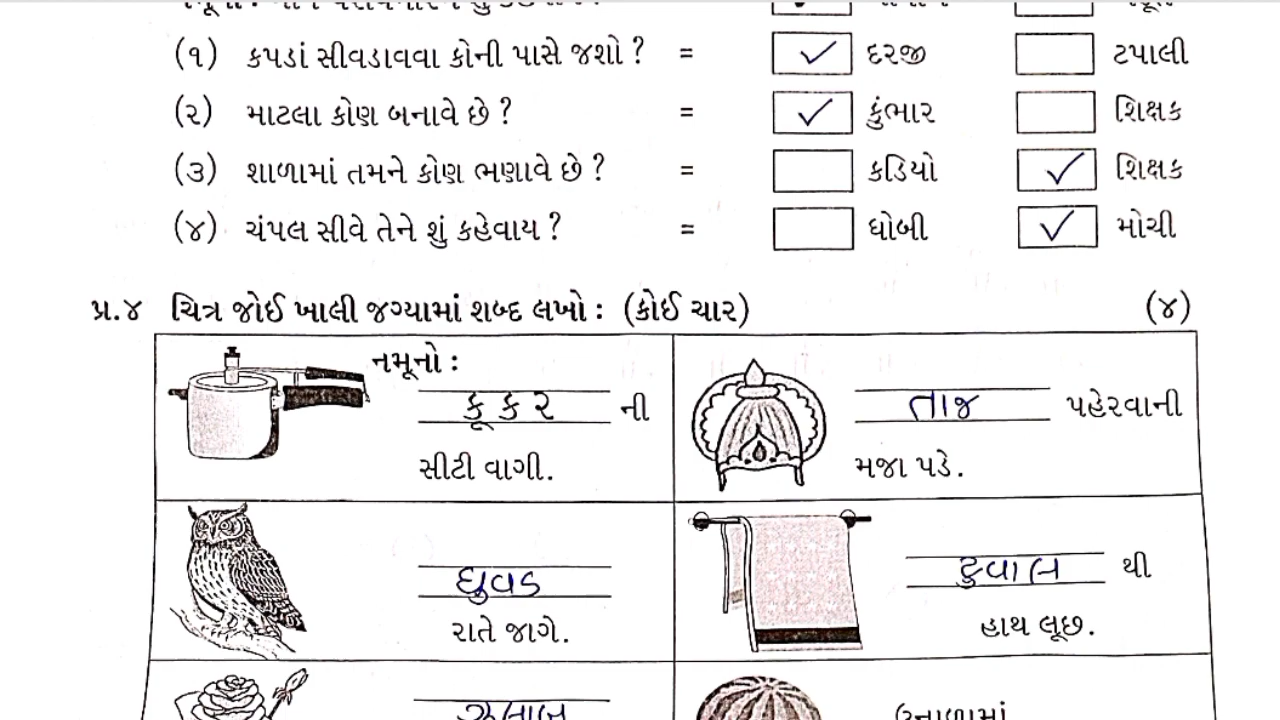 (૧) કપડાં સીવડાવવા કોની પાસે જશો ? = ✓ દરજી ટપાલી
(૨) માટલા કોણ બનાવે છે ? = ✓ કુંભાર શિક્ષક
(૩) શાળામાં તમને કોણ ભણાવે છે ? = કડિયો ✓ શિક્ષક
(૪) ચંપલ સીવે તેને શું કહેવાય ? = ધોબી ✓ મોચી
પ્ર.૪ ચિત્ર જોઈ ખાલી જગ્યામાં શબ્દ લખો : (કોઈ ચાર) (૪)
નમૂનો :
કૂકર ની
સીટી વાગી.
તાજ પહેરવાની
મજા પડે.
ઘુવડ
રાતે જાગે.
ટુવાલ થી
હાથ લૂછ.
ગુલાબ
ઉનાળામાં